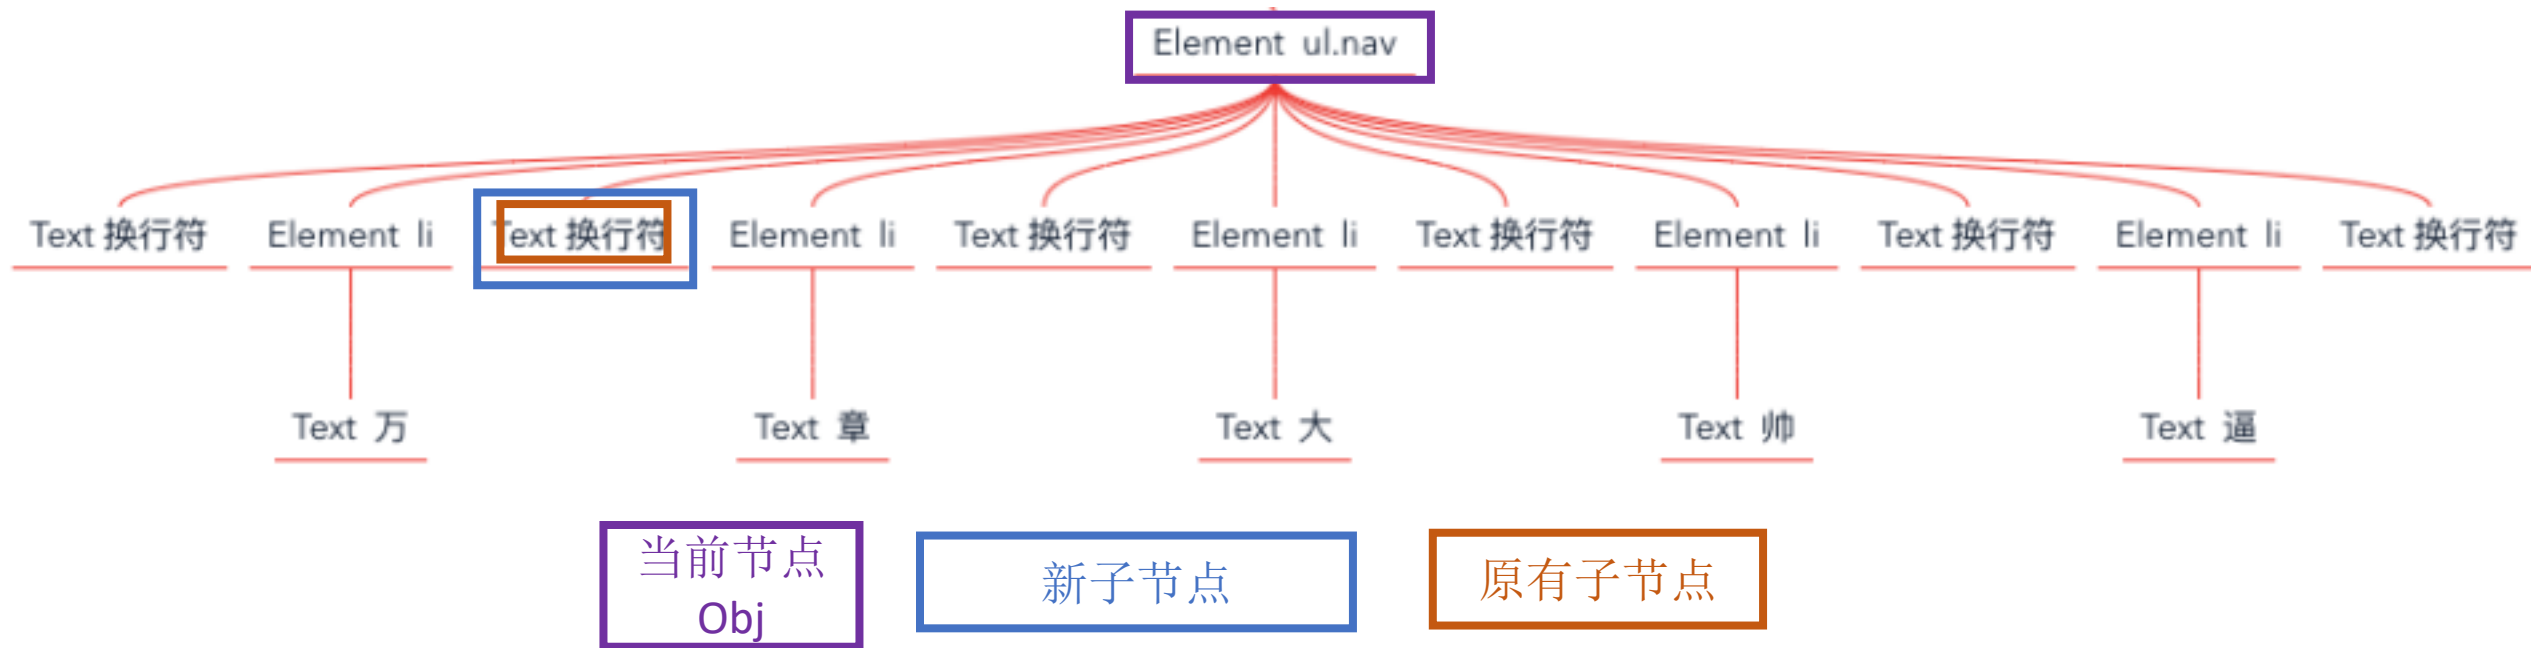 Element ul.nav
Text 换行符 Element li Text 换行符 Element li Text 换行符 Element li Text 换行符 Element li Text 换行符 Element li Text 换行符
Text 万 Text 章 Text 大 Text 帅 Text 逼
当前节点
Obj
新子节点
原有子节点